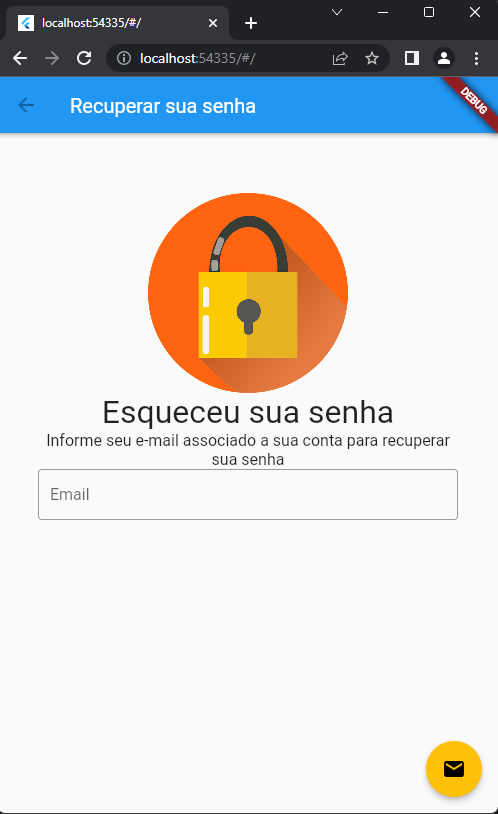 localhost:54335/#/
localhost:54335/#/
Recuperar sua senha
DEBUG
Esqueceu sua senha
Informe seu e-mail associado a sua conta para recuperar
sua senha
Email